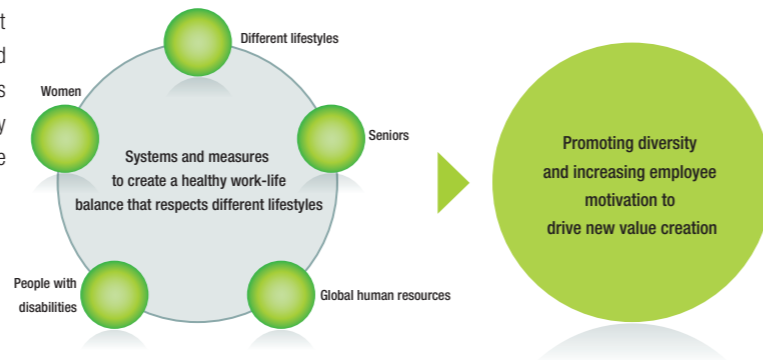 t
d
s
y
e
Different lifestyles
Women
Seniors
Systems and measures
to create a healthy work-life
balance that respects different lifestyles
People with
disabilities
Global human resources
Promoting diversity
and increasing employee
motivation to
drive new value creation